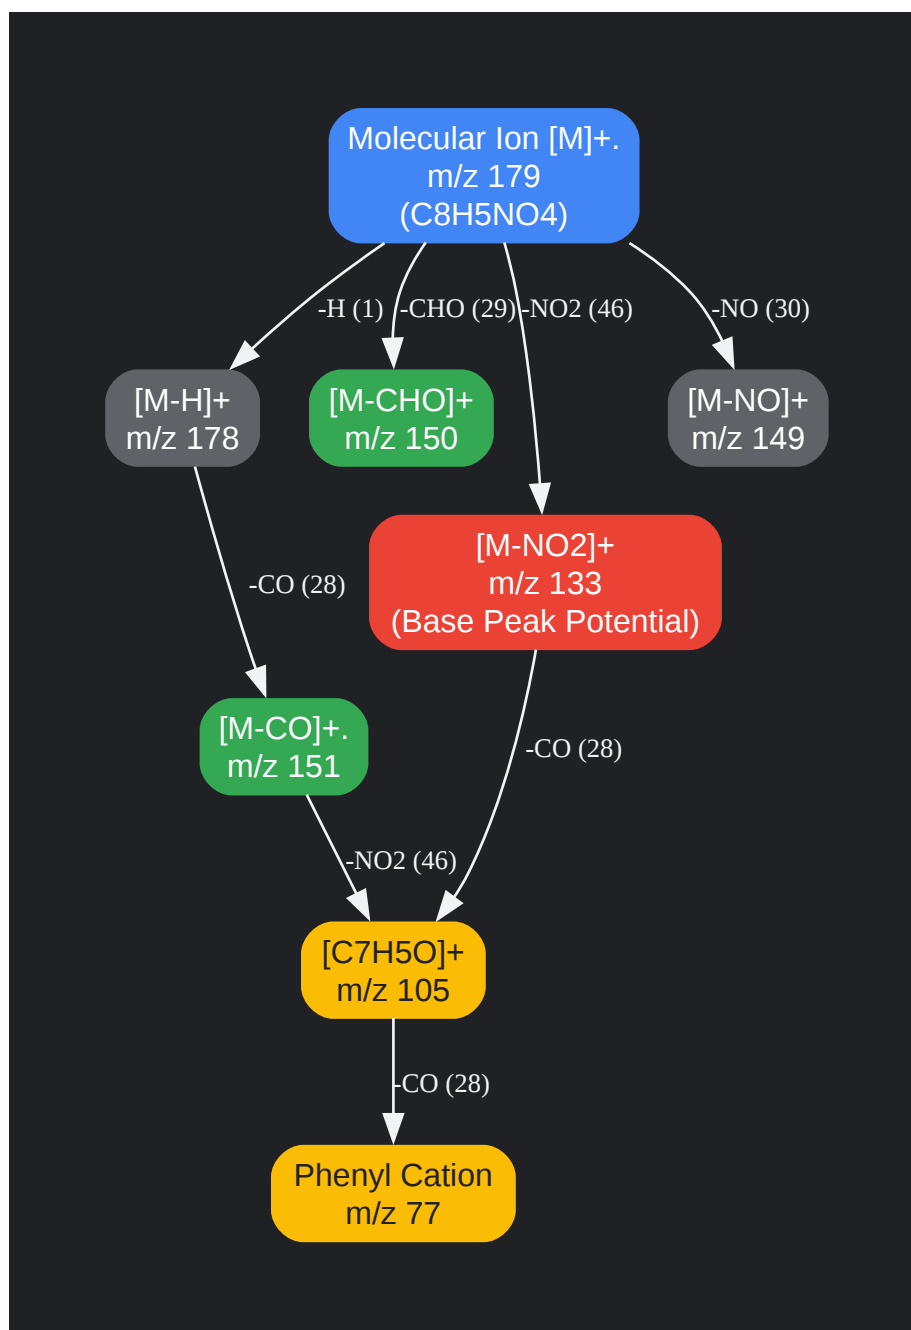 Molecular Ion [M]+.
m/z 179
(C8H5NO4)
-H (1)
-CHO (29)
-NO2 (46)
-NO (30)
[M-H]+
m/z 178
[M-CHO]+
m/z 150
[M-NO]+
m/z 149
[M-NO2]+
m/z 133
(Base Peak Potential)
-CO (28)
[M-CO]+.
m/z 151
-CO (28)
-NO2 (46)
[C7H5O]+
m/z 105
-CO (28)
Phenyl Cation
m/z 77